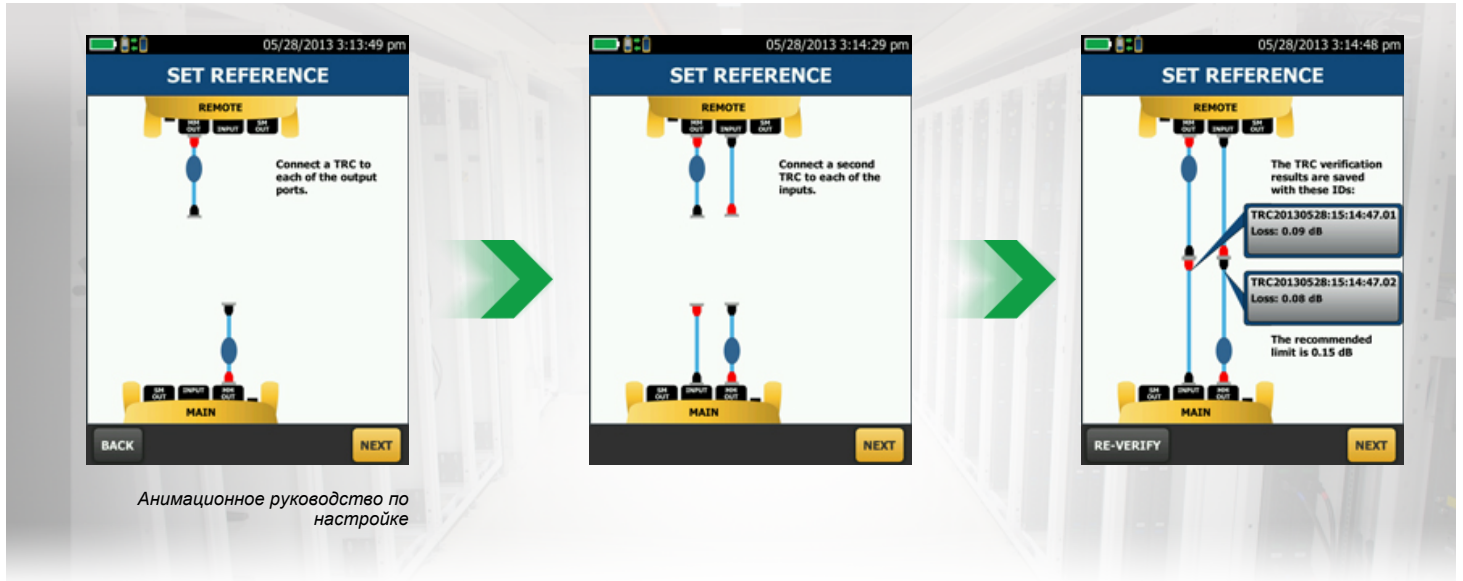 05/28/2013 3:13:49 pm
SET REFERENCE
REMOTE
MM OUT
INPUT
SM OUT
Connect a TRC to
each of the output
ports.
SM OUT
INPUT
MM OUT
MAIN
BACK
NEXT
Анимационное руководство по
настройке
05/28/2013 3:14:29 pm
SET REFERENCE
REMOTE
MM OUT
INPUT
SM OUT
Connect a second
TRC to each of the
inputs.
SM OUT
INPUT
MM OUT
MAIN
NEXT
05/28/2013 3:14:48 pm
SET REFERENCE
REMOTE
MM OUT
INPUT
SM OUT
The TRC verification
results are saved
with these IDs:
TRC20130528:15:14:47.01
Loss: 0.09 dB
TRC20130528:15:14:47.02
Loss: 0.08 dB
The recommended
limit is 0.15 dB
SM OUT
INPUT
MM OUT
MAIN
RE-VERIFY
NEXT